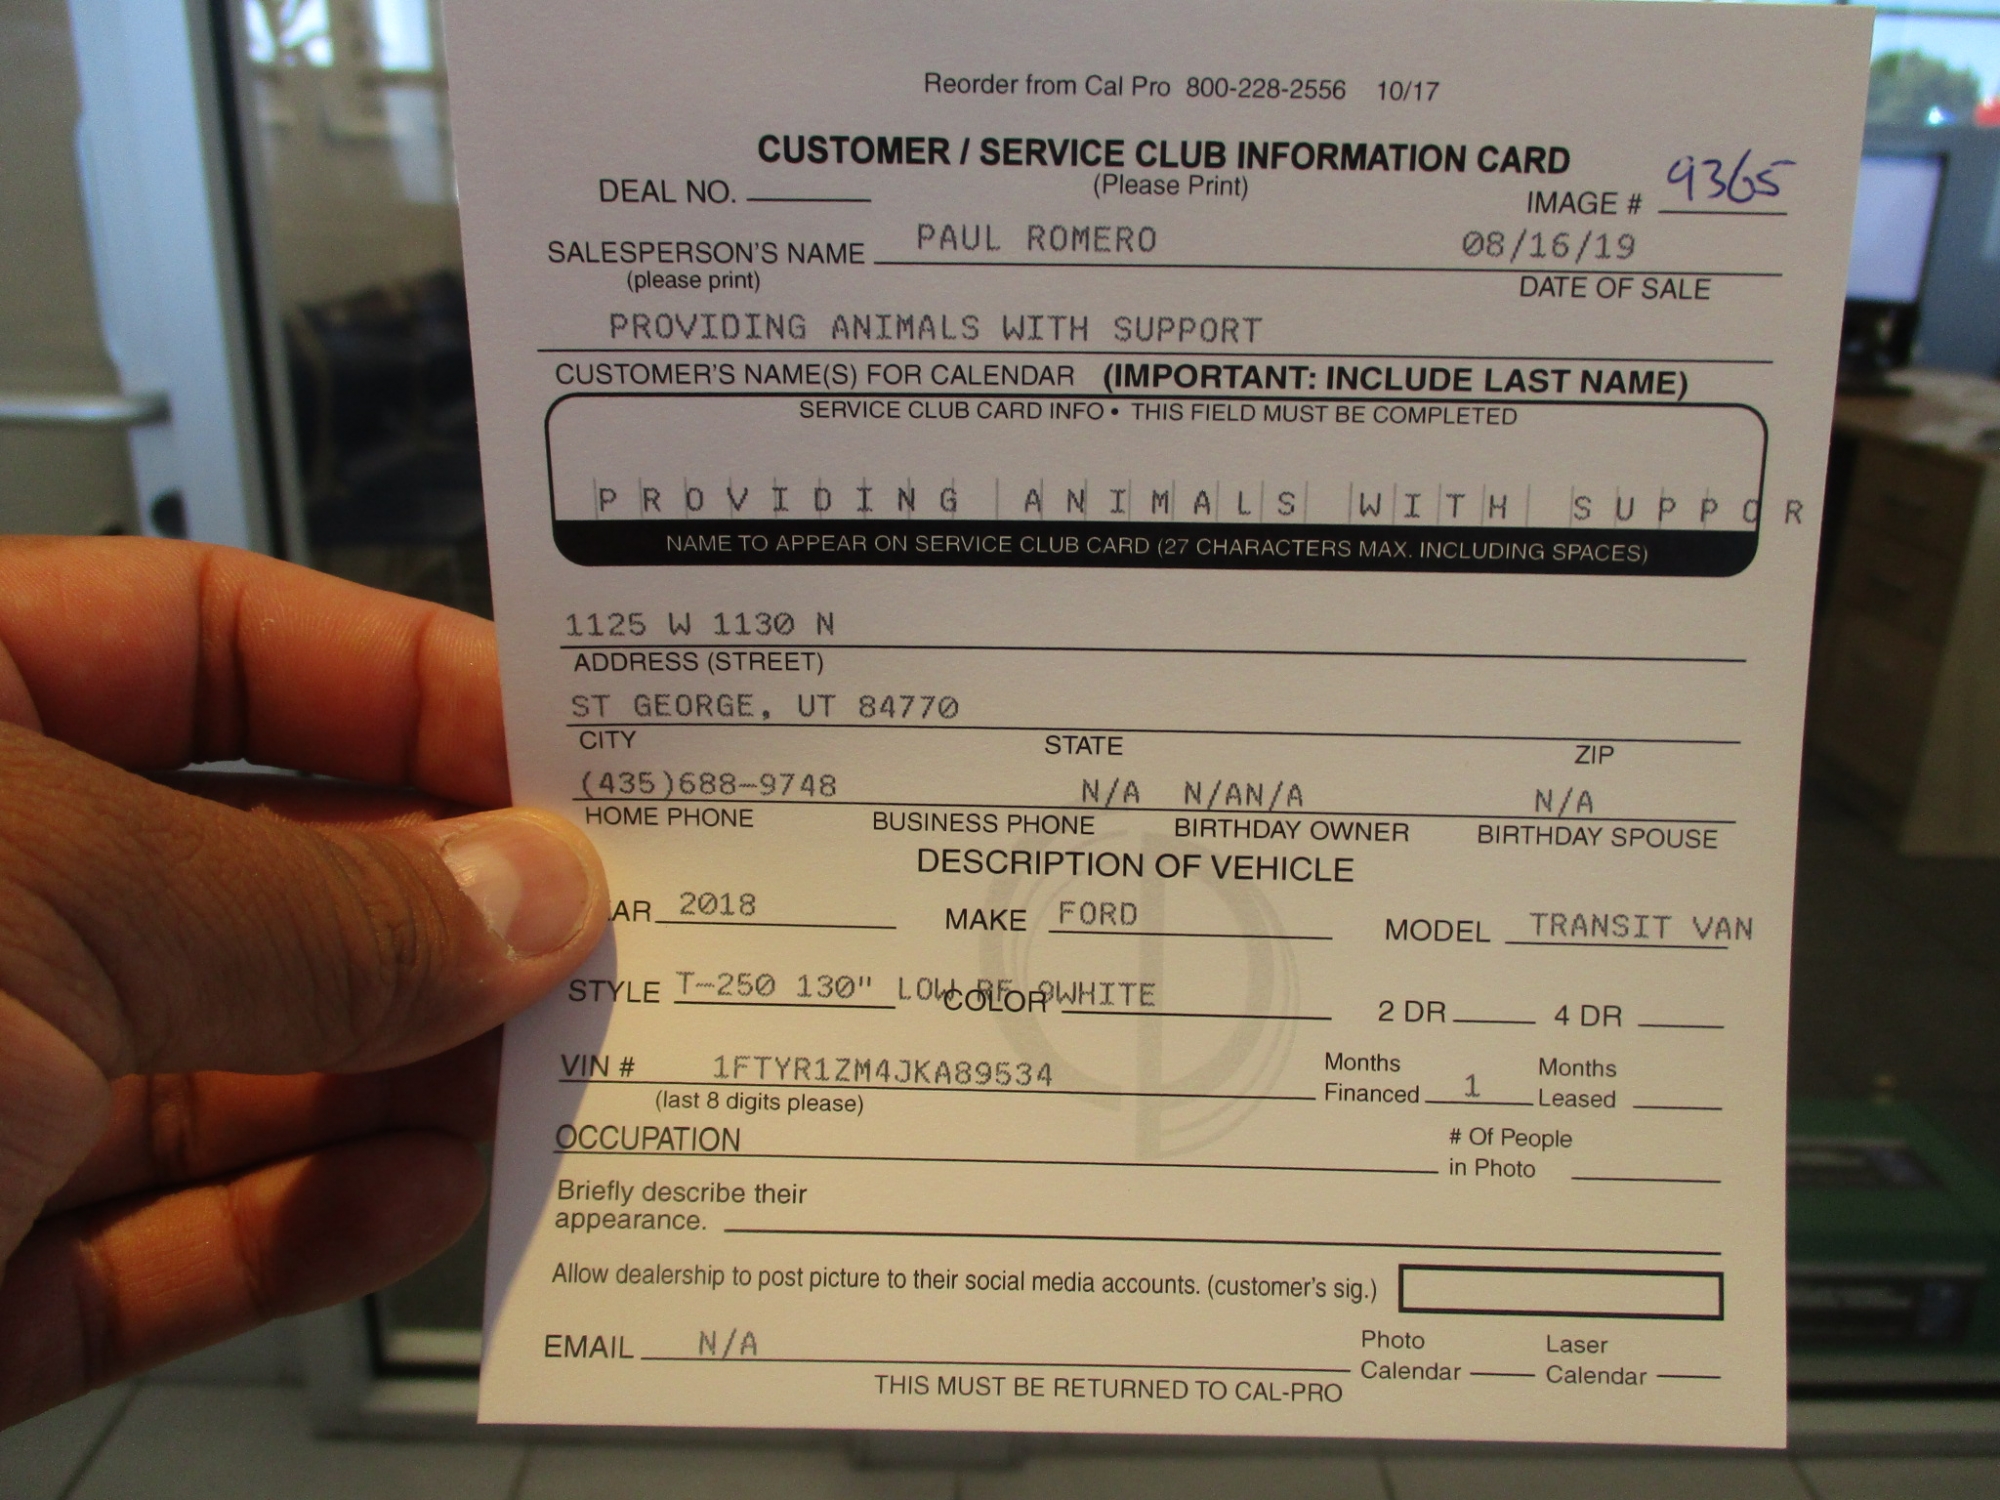 Reorder from Cal Pro 800-228-2556 10/17
CUSTOMER / SERVICE CLUB INFORMATION CARD
(Please Print)
DEAL NO. IMAGE # 9365
SALESPERSON'S NAME PAUL ROMERO 08/16/19
(please print) DATE OF SALE
PROVIDING ANIMALS WITH SUPPORT
CUSTOMER'S NAME(S) FOR CALENDAR (IMPORTANT: INCLUDE LAST NAME)
SERVICE CLUB CARD INFO • THIS FIELD MUST BE COMPLETED
PROVIDING ANIMALS WITH SUPPOR
NAME TO APPEAR ON SERVICE CLUB CARD (27 CHARACTERS MAX. INCLUDING SPACES)
1125 W 1130 N
ADDRESS (STREET)
ST GEORGE, UT 84770
CITY STATE ZIP
(435)688-9748 N/A N/AN/A N/A
HOME PHONE BUSINESS PHONE BIRTHDAY OWNER BIRTHDAY SPOUSE
DESCRIPTION OF VEHICLE
AR 2018 MAKE FORD MODEL TRANSIT VAN
STYLE T-250 130" LOW COLOR WHITE 2 DR 4 DR
VIN # 1FTYR1ZM4JKA89534 Months Financed 1 Months Leased
(last 8 digits please)
OCCUPATION # Of People in Photo
Briefly describe their
appearance.
Allow dealership to post picture to their social media accounts. (customer's sig.)
EMAIL N/A Photo Calendar Laser Calendar
THIS MUST BE RETURNED TO CAL-PRO